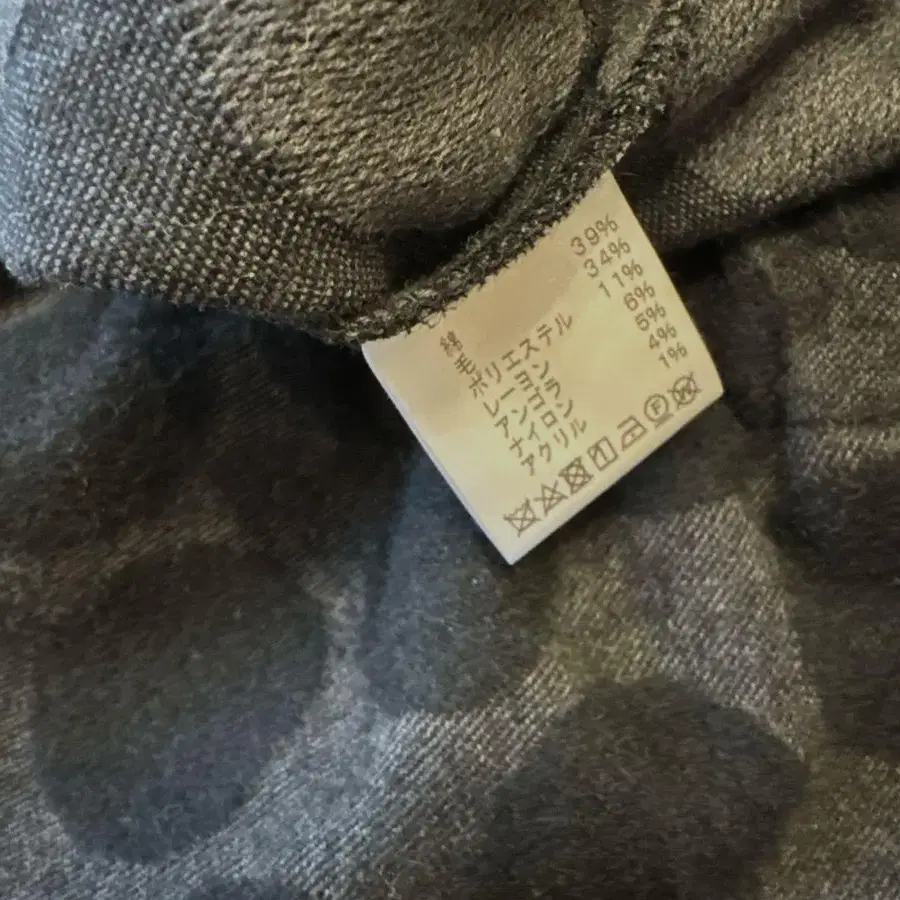 綿 39%
毛 34%
ポリエステル 11%
レーヨン 6%
アンゴラ 5%
ナイロン 4%
アクリル 1%
F
W